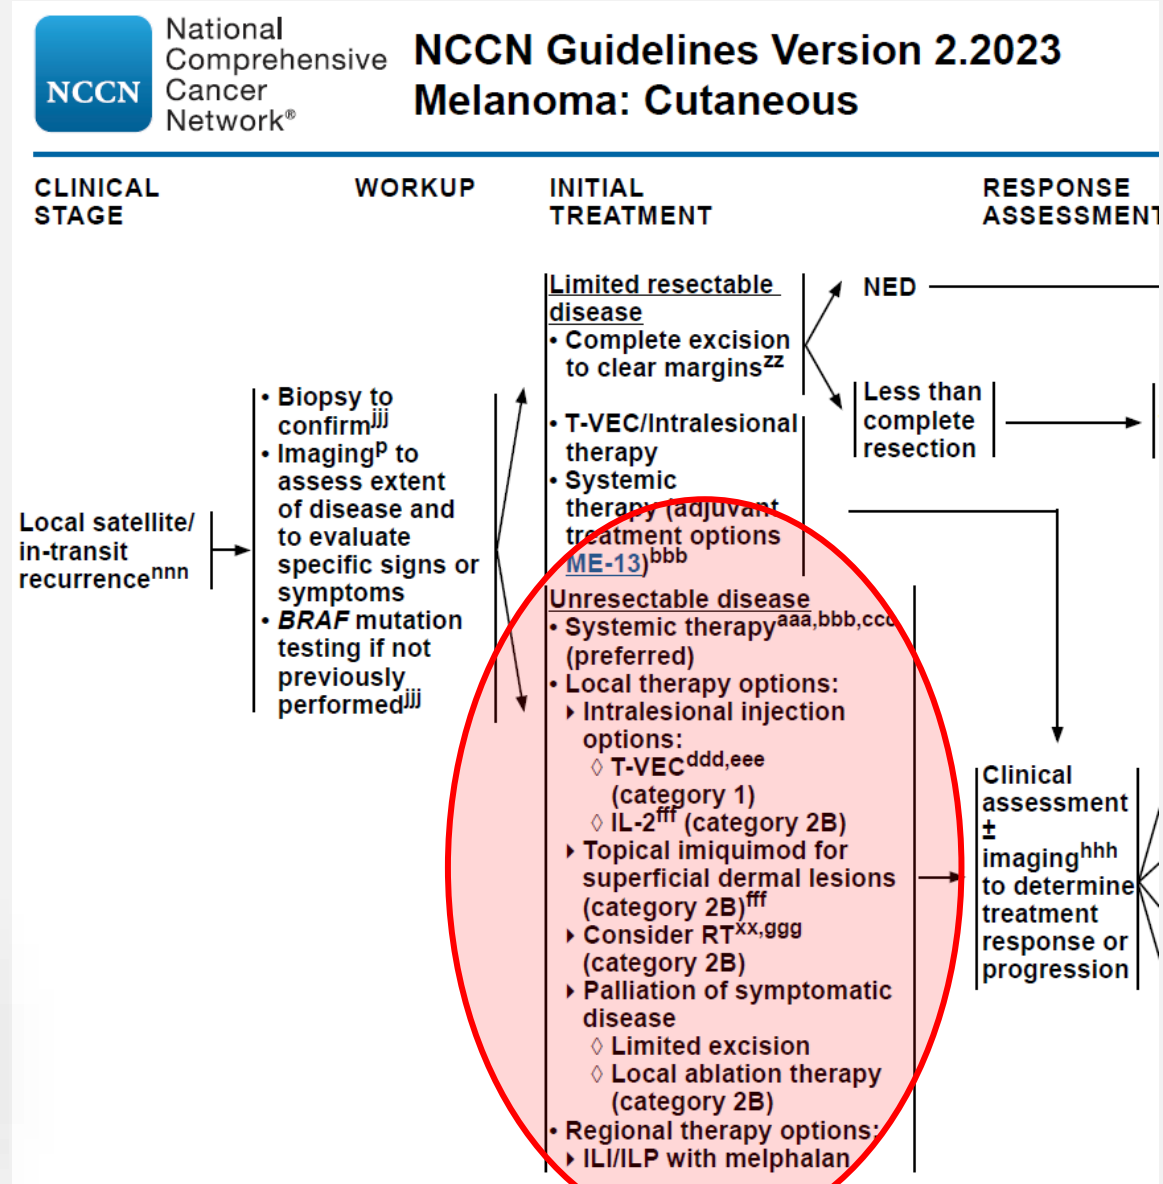 NCCN
National
Comprehensive
Cancer
Network®
NCCN Guidelines Version 2.2023
Melanoma: Cutaneous
CLINICAL
STAGE
WORKUP
INITIAL
TREATMENT
RESPONSE
ASSESSMENT
Local satellite/
in-transit
recurrencennn
• Biopsy to
confirmjjj
• Imagingp to
assess extent
of disease and
to evaluate
specific signs or
symptoms
• BRAF mutation
testing if not
previously
performedjjj
Limited resectable
disease
• Complete excision
to clear marginszz
• T-VEC/Intralesional
therapy
• Systemic
therapy (adjuvant
treatment options
ME-13)bbb
Unresectable disease
• Systemic therapyaaa,bbb,ccc
(preferred)
• Local therapy options:
▸ Intralesional injection
options:
◊ T-VECddd,eee
(category 1)
◊ IL-2fff (category 2B)
▸ Topical imiquimod for
superficial dermal lesions
(category 2B)fff
▸ Consider RTxx,ggg
(category 2B)
▸ Palliation of symptomatic
disease
◊ Limited excision
◊ Local ablation therapy
(category 2B)
• Regional therapy options:
▸ ILI/ILP with melphalan
NED
Less than
complete
resection
Clinical
assessment
±
imaginghhh
to determine
treatment
response or
progression